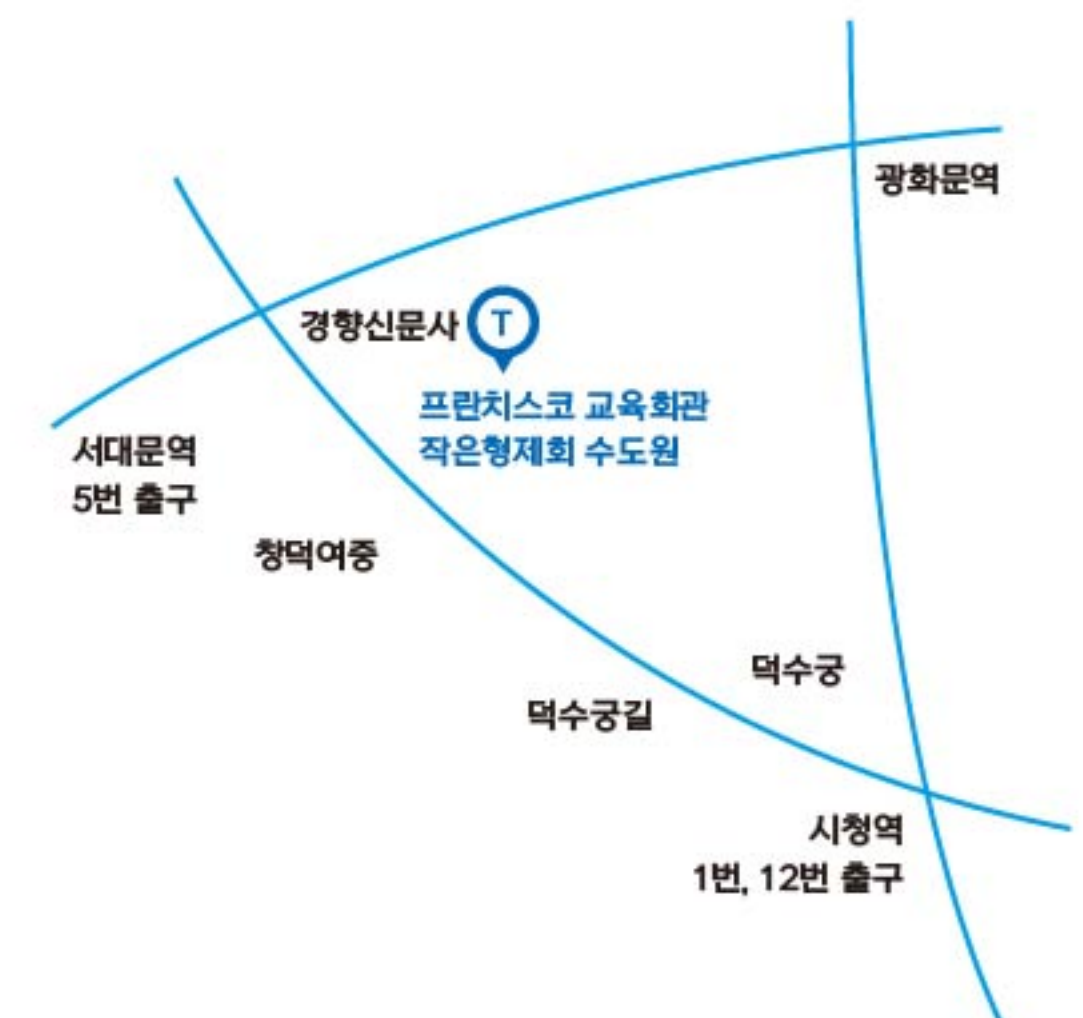 광화문역
경향신문사
T
프란치스코 교육회관
작은형제회 수도원
서대문역
5번 출구
창덕여중
덕수궁
덕수궁길
시청역
1번, 12번 출구